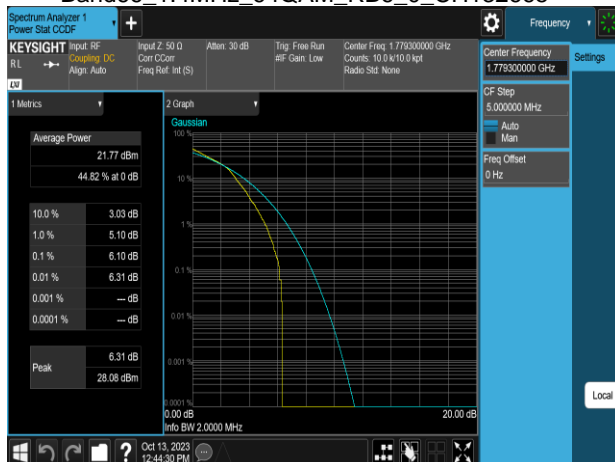 Spectrum Analyzer 1
Power Stat CCDF
Frequency
KEYSIGHT
RL
Input: RF
Coupling: DC
Align: Auto
Input Z: 50 Ω
Corr CCorr
Freq Ref: Int (S)
Atten: 30 dB
Trig: Free Run
#IF Gain: Low
Center Freq: 1.779300000 GHz
Counts: 10.0 k/10.0 kpt
Radio Std: None
LXI
Center Frequency
1.779300000 GHz
Settings
CF Step
5.000000 MHz
Auto
Man
Freq Offset
0 Hz
1 Metrics
Average Power
21.77 dBm
44.82 % at 0 dB
10.0 % 3.03 dB
1.0 % 5.10 dB
0.1 % 6.10 dB
0.01 % 6.31 dB
0.001 % --- dB
0.0001 % --- dB
Peak
6.31 dB
28.08 dBm
2 Graph
Gaussian
100 %
10 %
1 %
0.1 %
0.01 %
0.001 %
0.0001 %
0.00 dB 20.00 dB
Info BW 2.0000 MHz
Local
Oct 13, 2023
12:44:30 PM